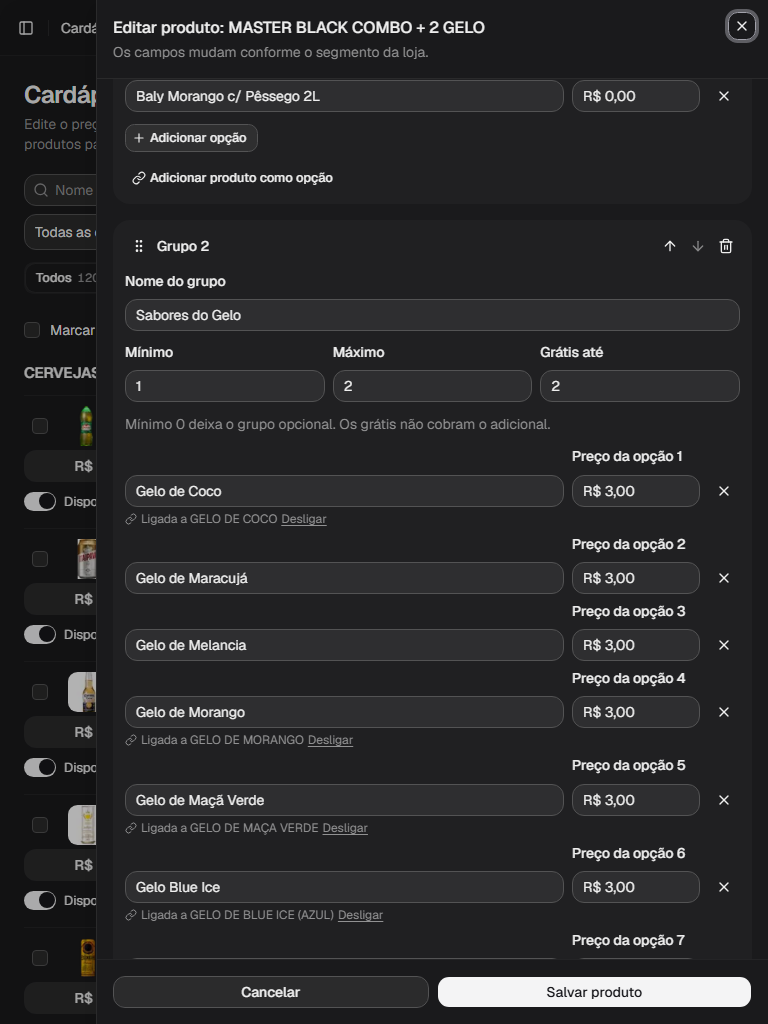 Editar produto: MASTER BLACK COMBO + 2 GELO
Os campos mudam conforme o segmento da loja.
Baly Morango c/ Pêssego 2L
R$ 0,00
Adicionar opção
Adicionar produto como opção
Grupo 2
Nome do grupo
Sabores do Gelo
Mínimo
Máximo
Grátis até
1
2
2
Mínimo 0 deixa o grupo opcional. Os grátis não cobram o adicional.
Preço da opção 1
Gelo de Coco
R$ 3,00
Ligada a GELO DE COCO Desligar
Preço da opção 2
Gelo de Maracujá
R$ 3,00
Preço da opção 3
Gelo de Melancia
R$ 3,00
Preço da opção 4
Gelo de Morango
R$ 3,00
Ligada a GELO DE MORANGO Desligar
Preço da opção 5
Gelo de Maçã Verde
R$ 3,00
Ligada a GELO DE MAÇA VERDE Desligar
Preço da opção 6
Gelo Blue Ice
R$ 3,00
Ligada a GELO DE BLUE ICE (AZUL) Desligar
Preço da opção 7
Cancelar
Salvar produto
Cardá
Cardáp
Edite o preç
produtos pa
Nome
Todas as
Todos 120
Marcar
CERVEJAS
R$
Dispo
R$
Dispo
R$
Dispo
R$
Dispo
R$